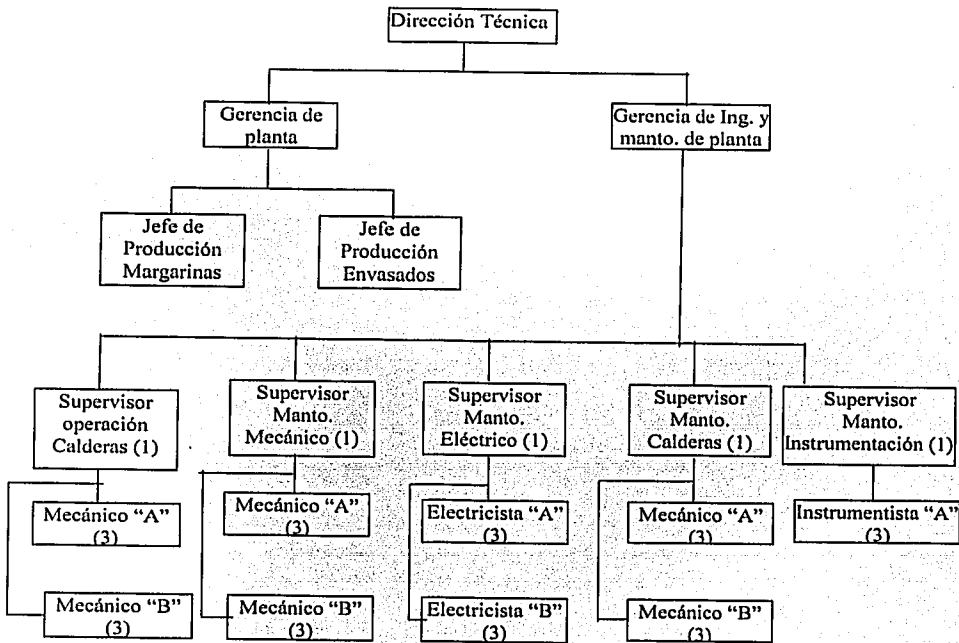 Dirección Técnica
Gerencia de
planta
Gerencia de Ing. y
manto. de planta
Jefe de
Producción
Margarinas
Jefe de
Producción
Envasados
Supervisor
operación
Calderas (1)
Supervisor
Manto.
Mecánico (1)
Supervisor
Manto.
Eléctrico (1)
Supervisor
Manto.
Calderas (1)
Supervisor
Manto.
Instrumentación (1)
Mecánico “A”
(3)
Mecánico “A”
(3)
Electricista “A”
(3)
Mecánico “A”
(3)
Instrumentista “A”
(3)
Mecánico “B”
(3)
Mecánico “B”
(3)
Electricista “B”
(3)
Mecánico “B”
(3)